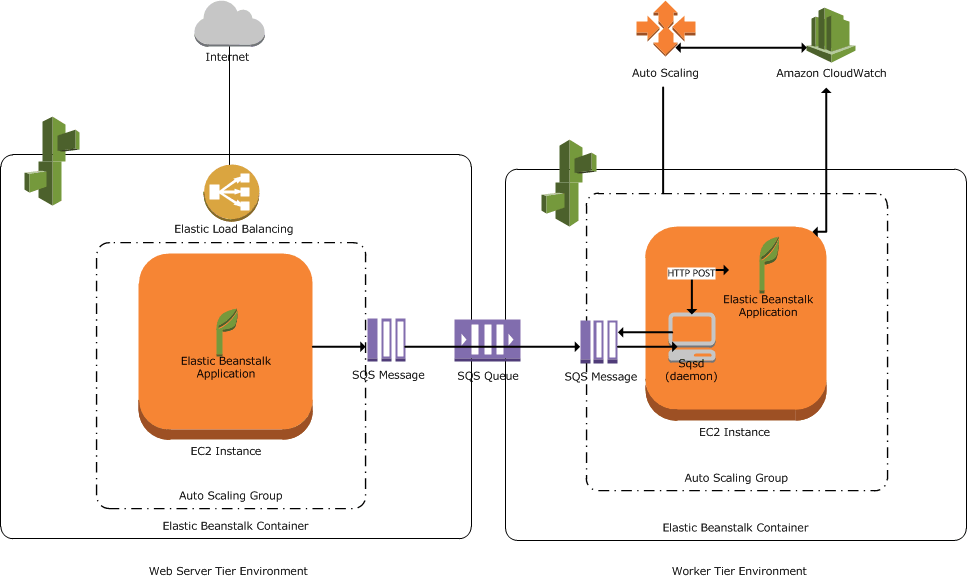 Internet
Auto Scaling
Amazon CloudWatch
Elastic Load Balancing
HTTP POST
Elastic Beanstalk
Application
Elastic Beanstalk
Application
SQS Message
SQS Queue
SQS Message
Sqsd
(daemon)
EC2 Instance
EC2 Instance
Auto Scaling Group
Auto Scaling Group
Elastic Beanstalk Container
Elastic Beanstalk Container
Web Server Tier Environment
Worker Tier Environment